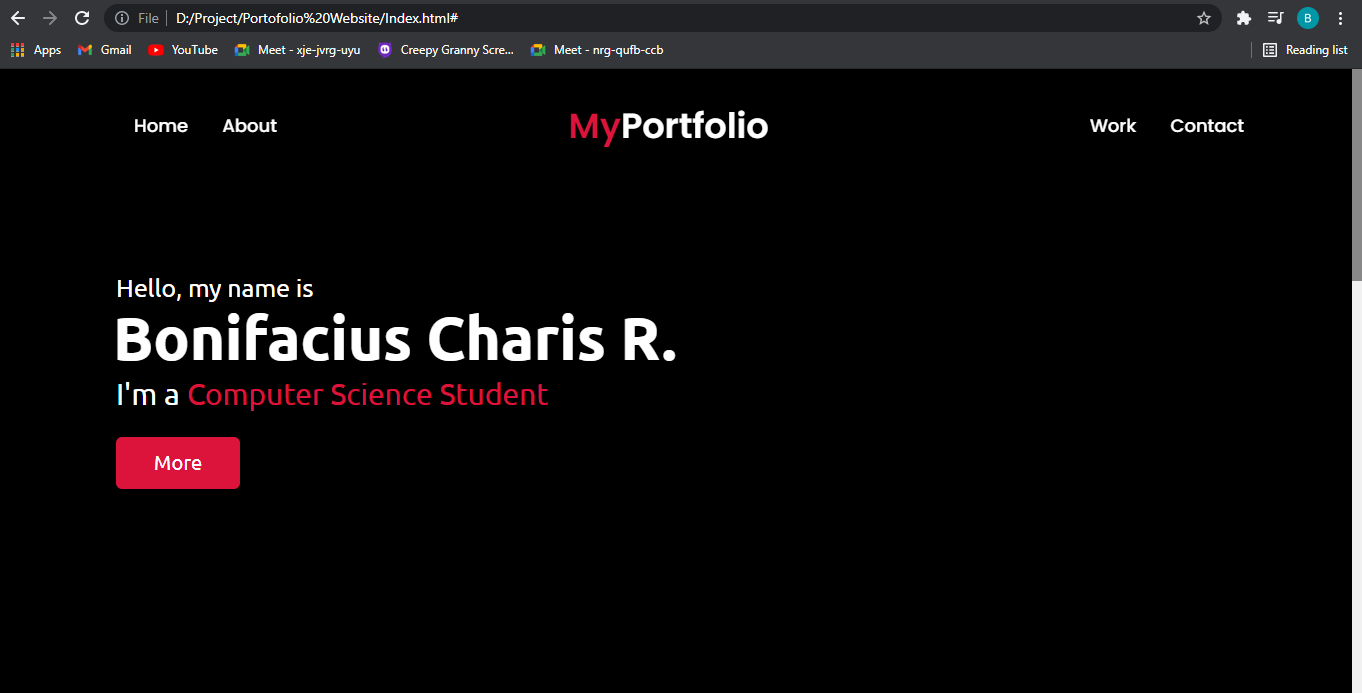 File D:/Project/Portofolio%20Website/Index.html# B
Apps Gmail YouTube Meet - xje-jvrg-uyu Creepy Granny Scre... Meet - nrg-qufb-ccb Reading list
Home About MyPortfolio Work Contact
Hello, my name is
Bonifacius Charis R.
I'm a Computer Science Student
More